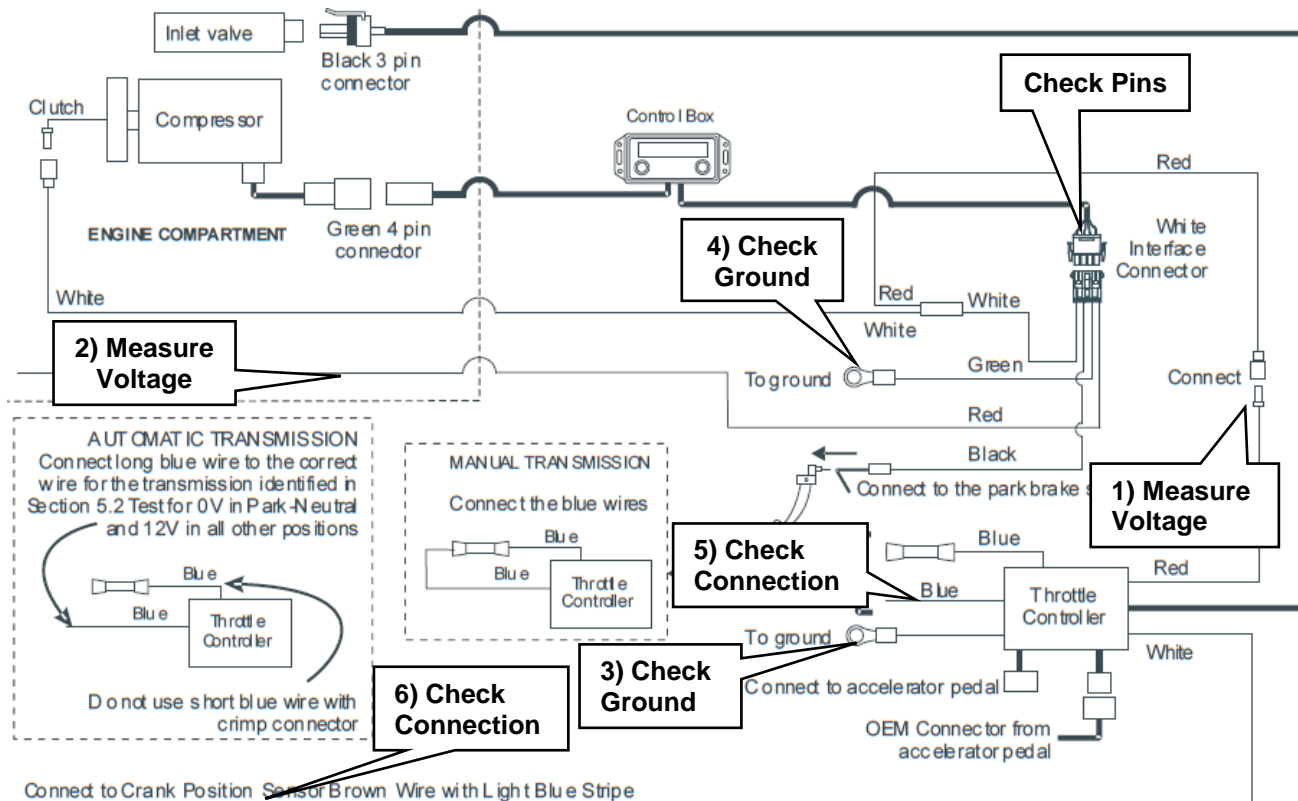 Inlet valve
Black 3 pin
connector
Check Pins
Clutch
Compressor
Control Box
Red
ENGINE COMPARTMENT
Green 4 pin
connector
4) Check
Ground
White
Interface
Connector
White
Red
White
White
2) Measure
Voltage
To ground
Green
Connect
Red
AUTOMATIC TRANSMISSION
Connect long blue wire to the correct
wire for the transmission identified in
Section 5.2 Test for 0V in Park-Neutral
and 12V in all other positions
Blue
Blue
Throttle
Controller
Do not use short blue wire with
crimp connector
MANUAL TRANSMISSION
Connect the blue wires
Blue
Blue
Throttle
Controller
Black
Connect to the park brake s
1) Measure
Voltage
5) Check
Connection
Blue
Blue
Red
Throttle
Controller
To ground
White
3) Check
Ground
Connect to accelerator pedal
OEM Connector from
accelerator pedal
6) Check
Connection
Connect to Crank Position Sensor Brown Wire with Light Blue Stripe